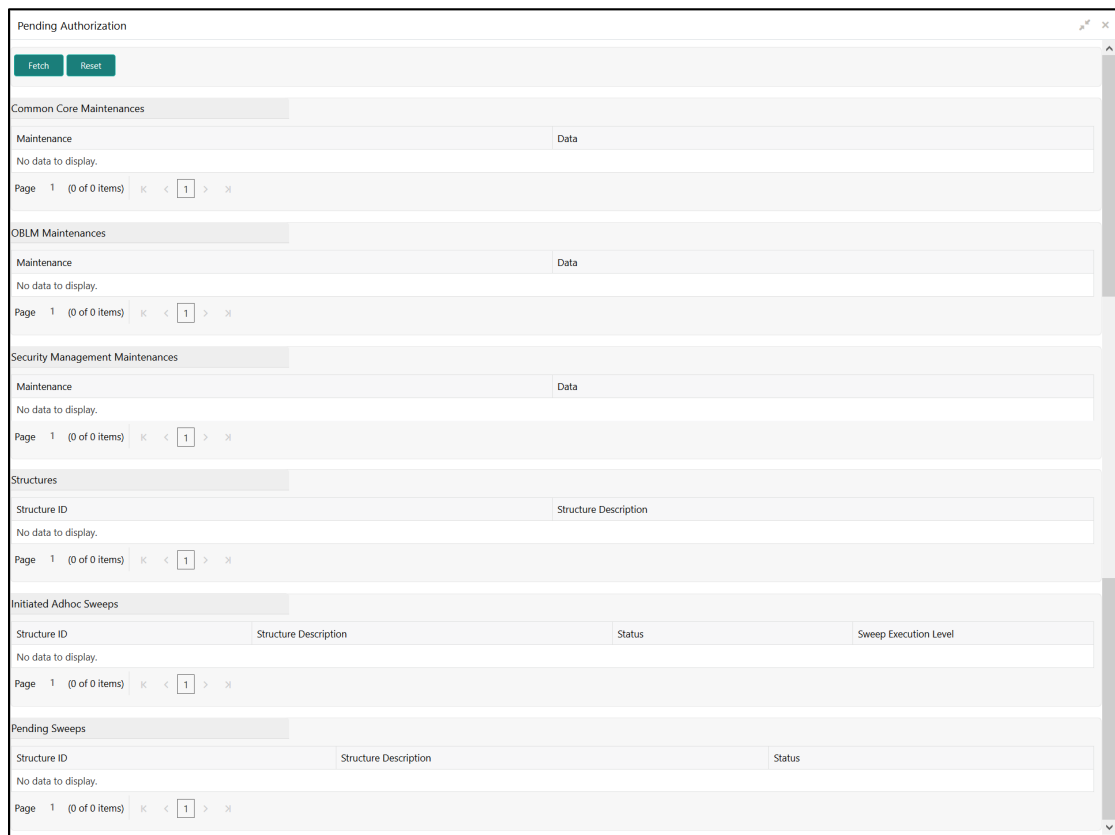 Pending Authorization
Fetch Reset
Common Core Maintenances
Maintenance Data
No data to display.
Page 1 (0 of 0 items) 1
OBLM Maintenances
Maintenance Data
No data to display.
Page 1 (0 of 0 items) 1
Security Management Maintenances
Maintenance Data
No data to display.
Page 1 (0 of 0 items) 1
Structures
Structure ID Structure Description
No data to display.
Page 1 (0 of 0 items) 1
Initiated Adhoc Sweeps
Structure ID Structure Description Status Sweep Execution Level
No data to display.
Page 1 (0 of 0 items) 1
Pending Sweeps
Structure ID Structure Description Status
No data to display.
Page 1 (0 of 0 items) 1